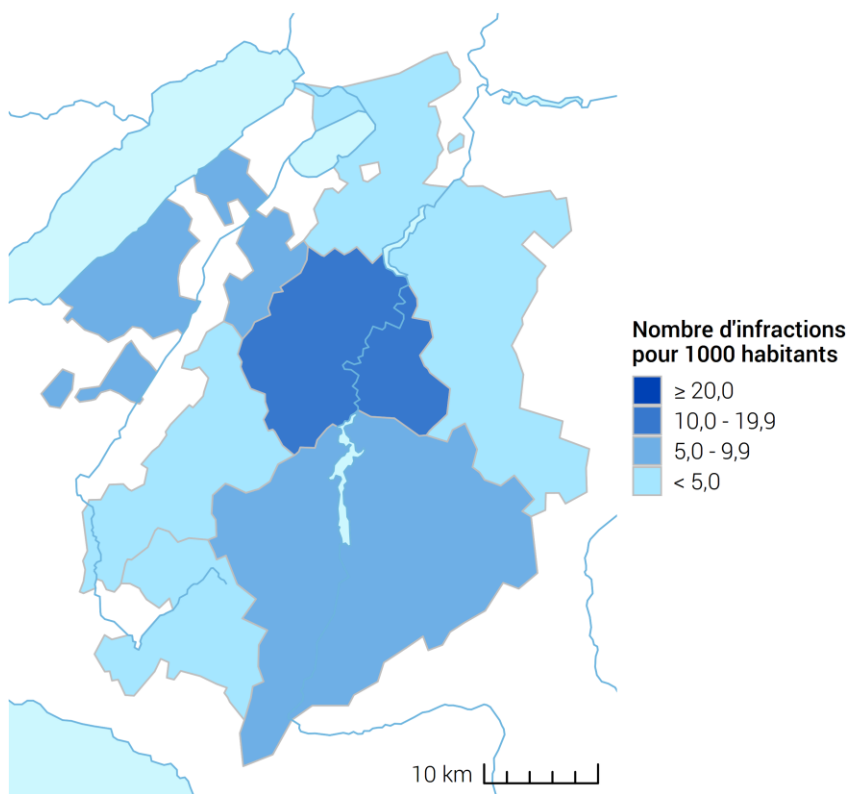 Nombre d'infractions
pour 1000 habitants
≥ 20,0
10,0 - 19,9
5,0 - 9,9
< 5,0
10 km